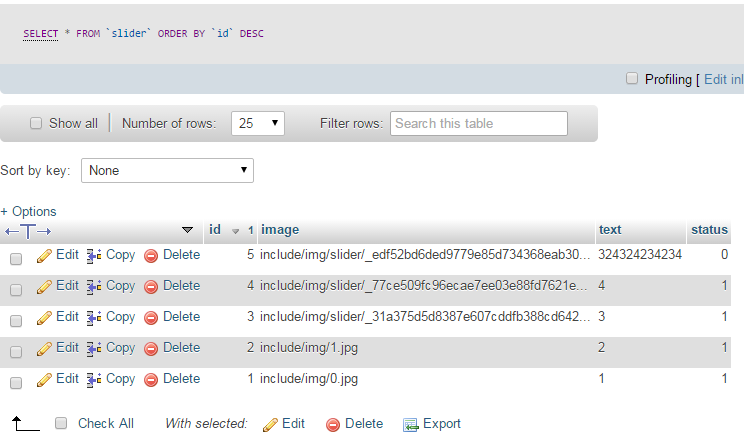 SELECT * FROM `slider` ORDER BY `id` DESC
Profiling [ Edit inl
Show all Number of rows: 25 Filter rows: Search this table
Sort by key: None
+ Options
id 1 image text status
Edit Copy Delete 5 include/img/slider/_edf52bd6ded9779e85d734368eab30... 324324234234 0
Edit Copy Delete 4 include/img/slider/_77ce509fc96ecae7ee03e88fd7621e... 4 1
Edit Copy Delete 3 include/img/slider/_31a375d5d8387e607cddfb388cd642... 3 1
Edit Copy Delete 2 include/img/1.jpg 2 1
Edit Copy Delete 1 include/img/0.jpg 1 1
Check All With selected: Edit Delete Export